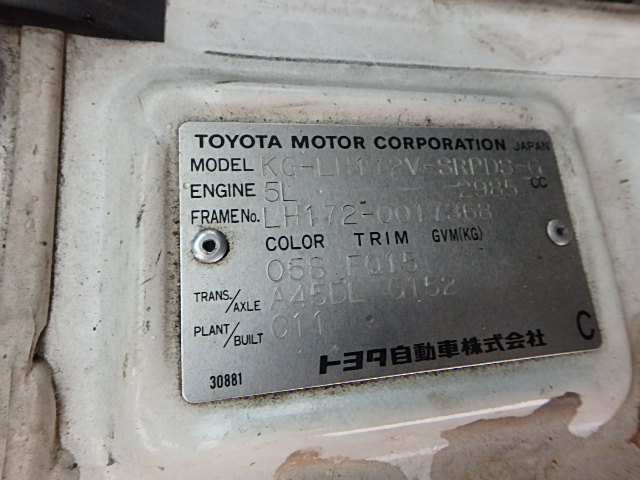 TOYOTA MOTOR CORPORATION JAPAN
MODEL KG-LH172V-SRPDS-Q
ENGINE 5L 2985 CC
FRAME No. LH172-0017368
COLOR TRIM GVM(KG)
058 FQ15
TRANS./AXLE A45DL G152
PLANT/BUILT C11
トヨタ自動車株式会社 C
30881